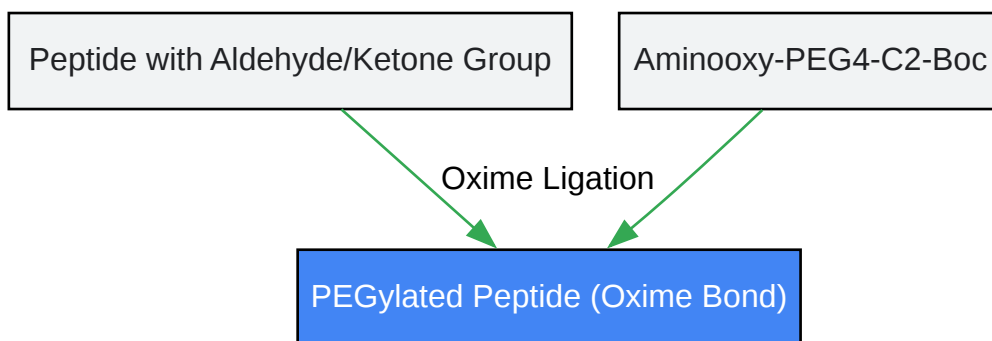 Peptide with Aldehyde/Ketone Group
Aminooxy-PEG4-C2-Boc
Oxime Ligation
PEGylated Peptide (Oxime Bond)